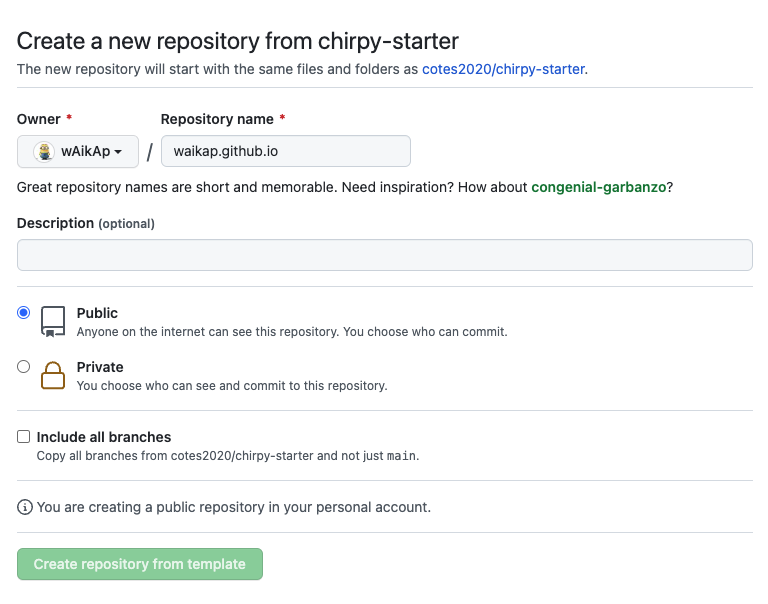 Create a new repository from chirpy-starter
The new repository will start with the same files and folders as cotes2020/chirpy-starter.
Owner * Repository name *
wAikAp / waikap.github.io
Great repository names are short and memorable. Need inspiration? How about congenial-garbanzo?
Description (optional)
Public
Anyone on the internet can see this repository. You choose who can commit.
Private
You choose who can see and commit to this repository.
Include all branches
Copy all branches from cotes2020/chirpy-starter and not just main.
You are creating a public repository in your personal account.
Create repository from template